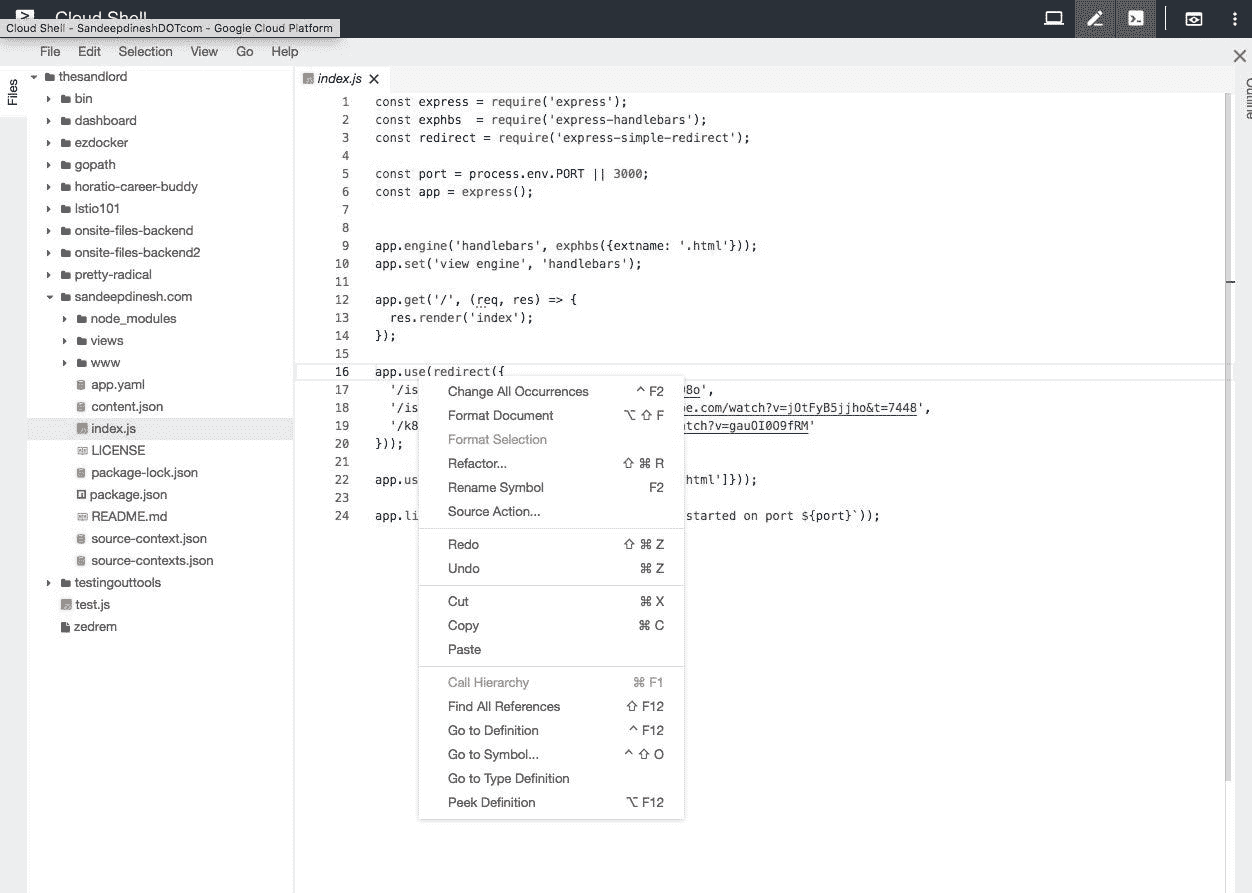 Cloud Shell
Cloud Shell - SandeepdineshDOTcom - Google Cloud Platform
File Edit Selection View Go Help
Files
thesandlord
bin
dashboard
ezdocker
gopath
horatio-career-buddy
Istio101
onsite-files-backend
onsite-files-backend2
pretty-radical
sandeepdinesh.com
node_modules
views
www
app.yaml
content.json
index.js
LICENSE
package-lock.json
package.json
README.md
source-context.json
source-contexts.json
testingouttools
test.js
zedrem
index.js
1 const express = require('express');
2 const exphbs  = require('express-handlebars');
3 const redirect = require('express-simple-redirect');
4
5 const port = process.env.PORT || 3000;
6 const app = express();
7
8
9 app.engine('handlebars', exphbs({extname: '.html'}));
10 app.set('view engine', 'handlebars');
11
12 app.get('/', (req, res) => {
13   res.render('index');
14 });
15
16 app.use(redirect({
17   '/is 98o',
18   '/is be.com/watch?v=jOtFyB5jjho&t=7448',
19   '/k8 atch?v=gauOI0O9fRM'
20 }));
21
22 app.us html']}));
23
24 app.li started on port ${port}`));
Change All Occurrences ^ F2
Format Document ⌥ ⇧ F
Format Selection
Refactor... ⇧ ⌘ R
Rename Symbol F2
Source Action...
Redo ⇧ ⌘ Z
Undo ⌘ Z
Cut ⌘ X
Copy ⌘ C
Paste
Call Hierarchy ⌘ F1
Find All References ⇧ F12
Go to Definition ^ F12
Go to Symbol... ^ ⇧ O
Go to Type Definition
Peek Definition ⌥ F12
Outline